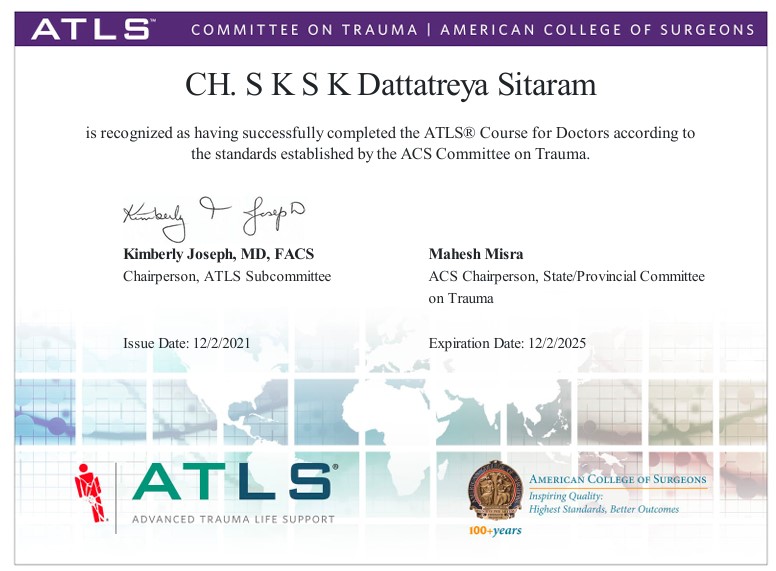 ATLS™ COMMITTEE ON TRAUMA | AMERICAN COLLEGE OF SURGEONS
CH. S K S K Dattatreya Sitaram
is recognized as having successfully completed the ATLS® Course for Doctors according to
the standards established by the ACS Committee on Trauma.
Kimberly T Joseph
Kimberly Joseph, MD, FACS
Chairperson, ATLS Subcommittee
Mahesh Misra
ACS Chairperson, State/Provincial Committee
on Trauma
Issue Date: 12/2/2021
Expiration Date: 12/2/2025
ATLS®
ADVANCED TRAUMA LIFE SUPPORT
AMERICAN COLLEGE OF SURGEONS
Inspiring Quality:
Highest Standards, Better Outcomes
100+years